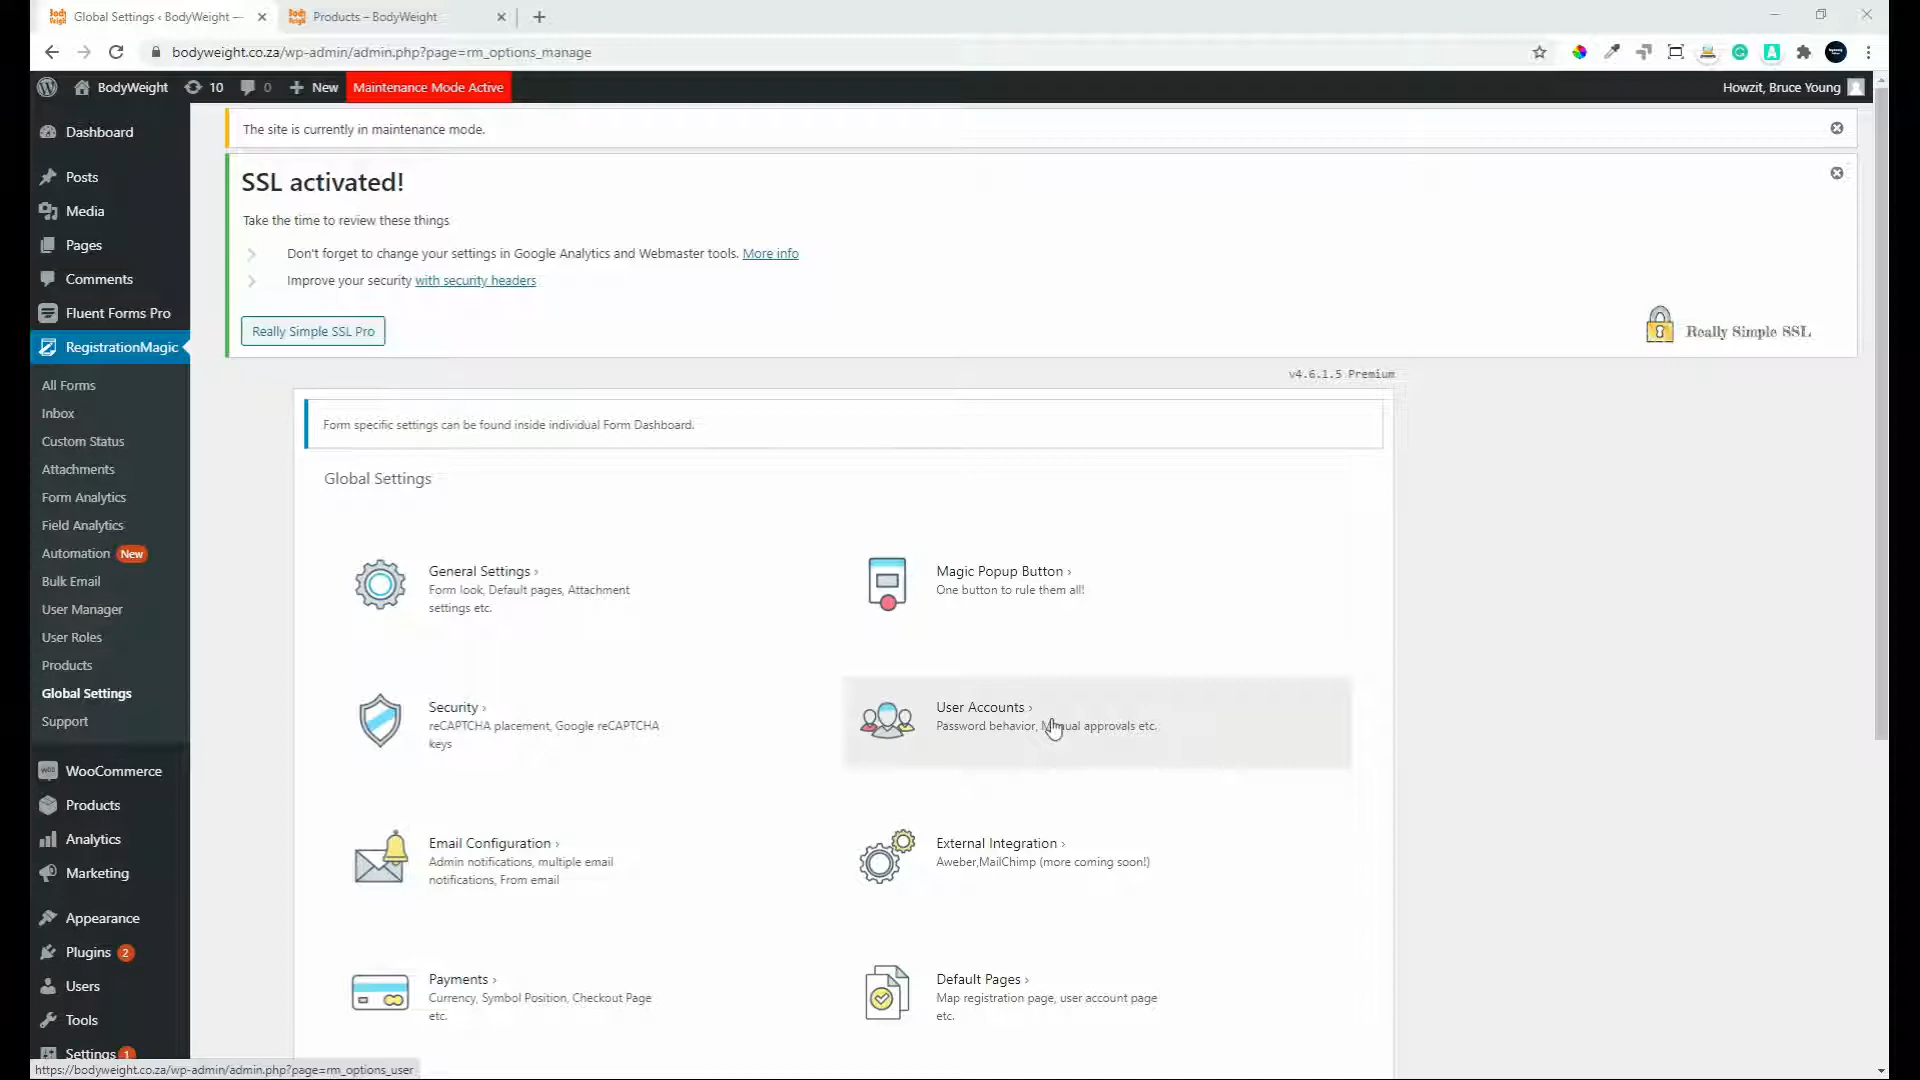 Global Settings ‹ BodyWeight —
Products – BodyWeight
bodyweight.co.za/wp-admin/admin.php?page=rm_options_manage
BodyWeight
10
0
New
Maintenance Mode Active
Howzit, Bruce Young
Dashboard
Posts
Media
Pages
Comments
Fluent Forms Pro
RegistrationMagic
All Forms
Inbox
Custom Status
Attachments
Form Analytics
Field Analytics
Automation New
Bulk Email
User Manager
User Roles
Products
Global Settings
Support
WooCommerce
Products
Analytics
Marketing
Appearance
Plugins 2
Users
Tools
Settings 1
The site is currently in maintenance mode.
SSL activated!
Take the time to review these things
Don't forget to change your settings in Google Analytics and Webmaster tools. More info
Improve your security with security headers
Really Simple SSL Pro
Really Simple SSL
v4.6.1.5 Premium
Form specific settings can be found inside individual Form Dashboard.
Global Settings
General Settings ›
Form look, Default pages, Attachment
settings etc.
Magic Popup Button ›
One button to rule them all!
Security ›
reCAPTCHA placement, Google reCAPTCHA
keys
User Accounts ›
Password behavior, Manual approvals etc.
Email Configuration ›
Admin notifications, multiple email
notifications, From email
External Integration ›
Aweber,MailChimp (more coming soon!)
Payments ›
Currency, Symbol Position, Checkout Page
etc.
Default Pages ›
Map registration page, user account page
etc.
https://bodyweight.co.za/wp-admin/admin.php?page=rm_options_user